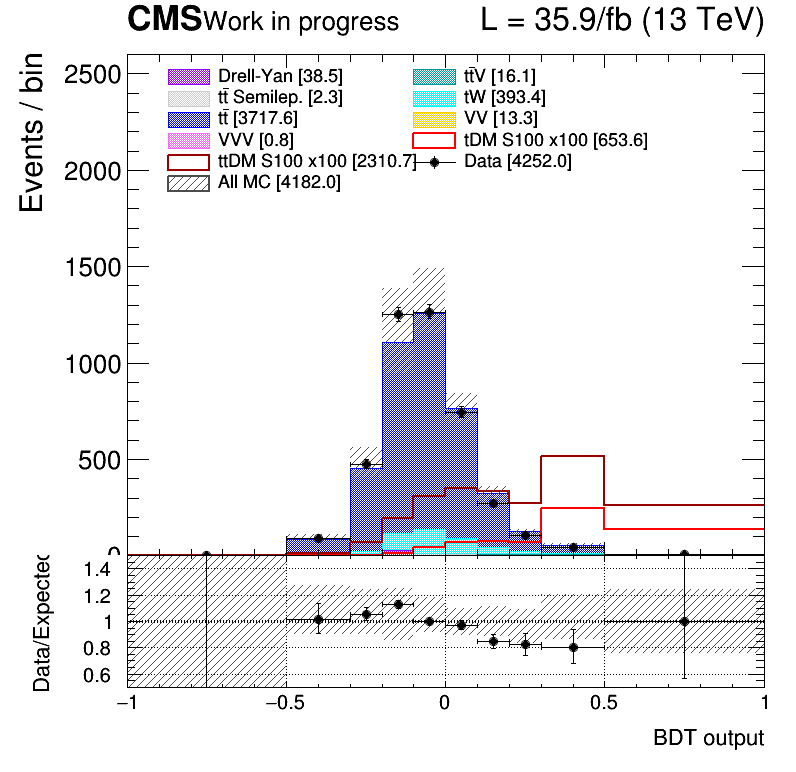 CMS Work in progress L = 35.9/fb (13 TeV)
Events / bin
2500
2000
1500
1000
500
0
Drell-Yan [38.5] tt̄V [16.1]
tt̄ Semilep. [2.3] tW [393.4]
tt̄ [3717.6] VV [13.3]
VVV [0.8] tDM S100 x100 [653.6]
ttDM S100 x100 [2310.7] Data [4252.0]
All MC [4182.0]
Data/Expected
1.4
1.2
1
0.8
0.6
−1 −0.5 0 0.5 1
BDT output